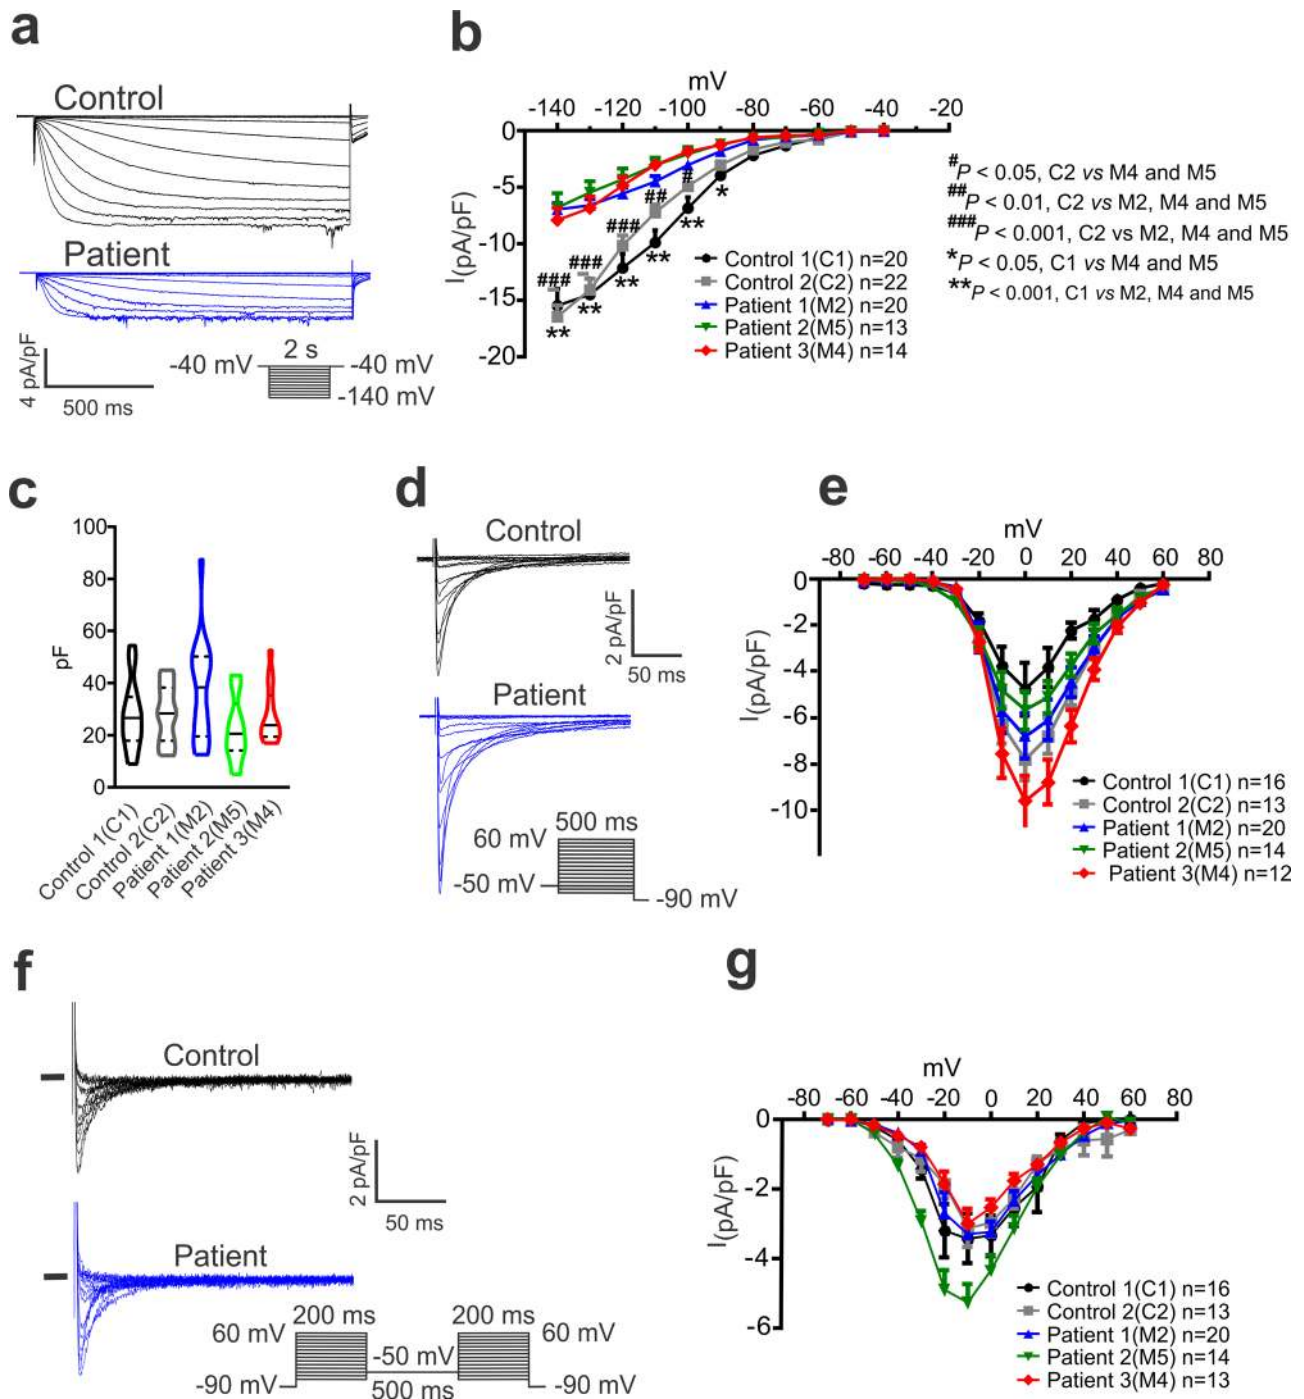 a
Control
Patient
4 pA/pF
500 ms
2 s
-40 mV
-40 mV
-140 mV
b
mV
-140 -120 -100 -80 -60 -40 -20
0
-5
-10
-15
-20
I(pA/pF)
#
##
###
###
###
*
**
**
**
**
**
Control 1(C1) n=20
Control 2(C2) n=22
Patient 1(M2) n=20
Patient 2(M5) n=13
Patient 3(M4) n=14
#P < 0.05, C2 vs M4 and M5
##P < 0.01, C2 vs M2, M4 and M5
###P < 0.001, C2 vs M2, M4 and M5
*P < 0.05, C1 vs M4 and M5
**P < 0.001, C1 vs M2, M4 and M5
c
100
80
60
40
20
0
pF
Control 1(C1)
Control 2(C2)
Patient 1(M2)
Patient 2(M5)
Patient 3(M4)
d
Control
2 pA/pF
50 ms
Patient
500 ms
60 mV
-50 mV
-90 mV
e
mV
-80 -60 -40 -20 0 20 40 60 80
0
-2
-4
-6
-8
-10
I(pA/pF)
Control 1(C1) n=16
Control 2(C2) n=13
Patient 1(M2) n=20
Patient 2(M5) n=14
Patient 3(M4) n=12
f
Control
2 pA/pF
50 ms
Patient
200 ms 200 ms
60 mV 60 mV
-50 mV
-90 mV 500 ms -90 mV
g
mV
-80 -60 -40 -20 0 20 40 60 80
0
-2
-4
-6
I(pA/pF)
Control 1(C1) n=16
Control 2(C2) n=13
Patient 1(M2) n=20
Patient 2(M5) n=14
Patient 3(M4) n=13